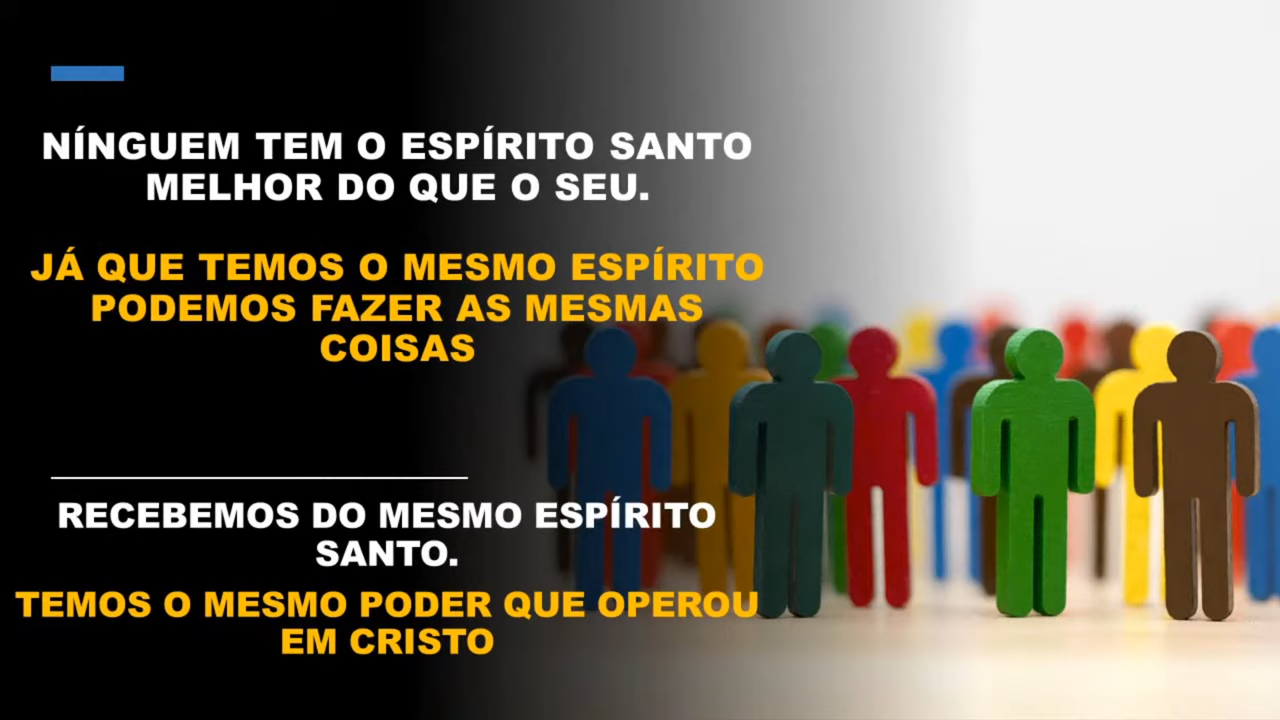 NÍNGUEM TEM O ESPÍRITO SANTO
MELHOR DO QUE O SEU.
JÁ QUE TEMOS O MESMO ESPÍRITO
PODEMOS FAZER AS MESMAS
COISAS
RECEBEMOS DO MESMO ESPÍRITO
SANTO.
TEMOS O MESMO PODER QUE OPEROU
EM CRISTO